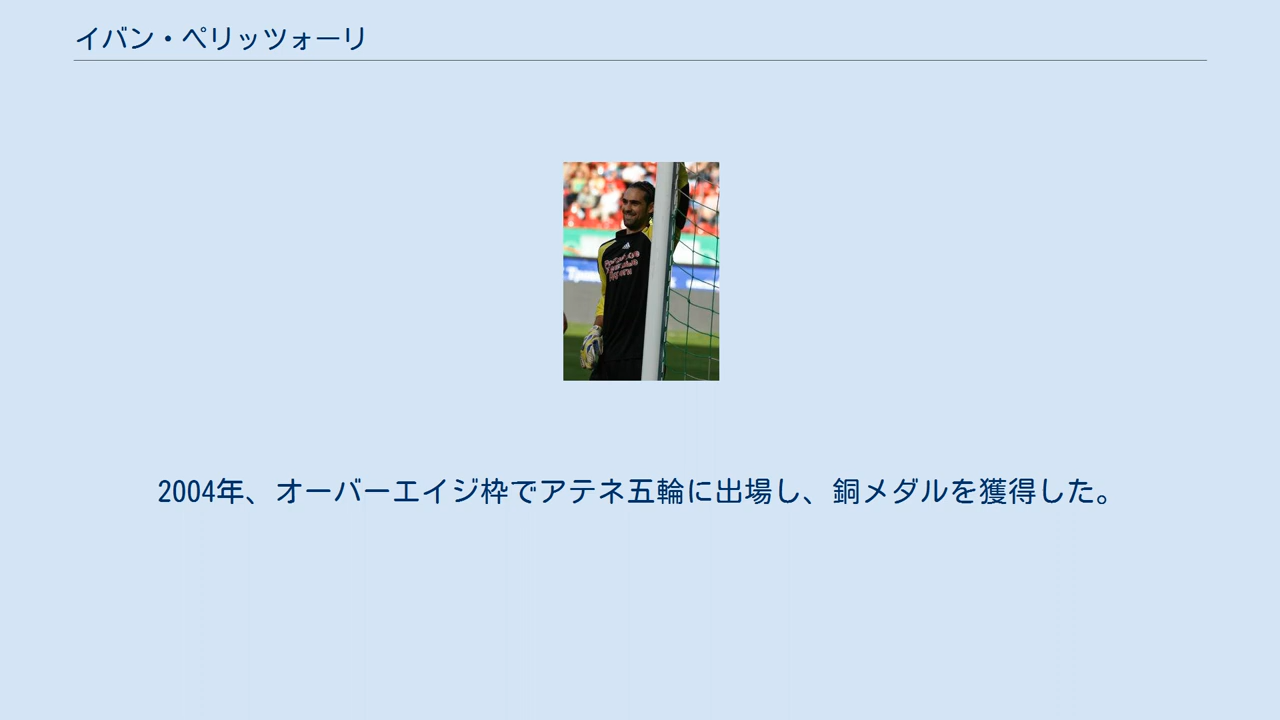 イバン・ペリッツォーリ
2004年、オーバーエイジ枠でアテネ五輪に出場し、銅メダルを獲得した。